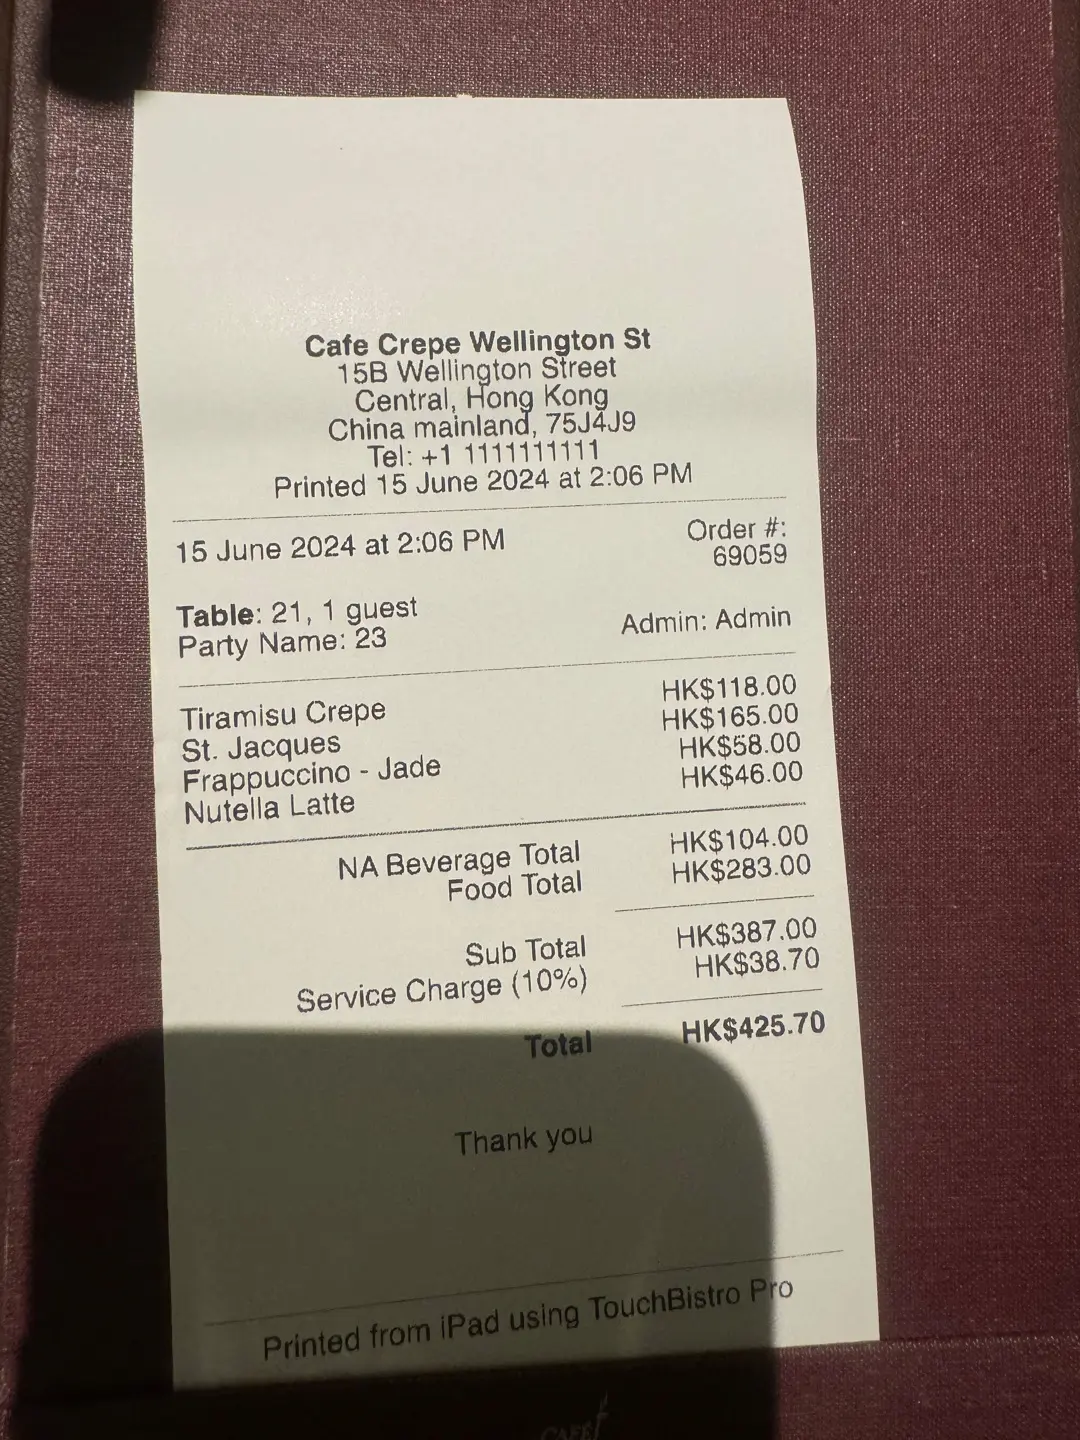 Cafe Crepe Wellington St
15B Wellington Street
Central, Hong Kong
China mainland, 75J4J9
Tel: +1 1111111111
Printed 15 June 2024 at 2:06 PM
15 June 2024 at 2:06 PM Order #:
69059
Table: 21, 1 guest
Party Name: 23 Admin: Admin
Tiramisu Crepe HK$118.00
St. Jacques HK$165.00
Frappuccino - Jade HK$58.00
Nutella Latte HK$46.00
NA Beverage Total HK$104.00
Food Total HK$283.00
Sub Total HK$387.00
Service Charge (10%) HK$38.70
Total HK$425.70
Thank you
Printed from iPad using TouchBistro Pro
CAFE